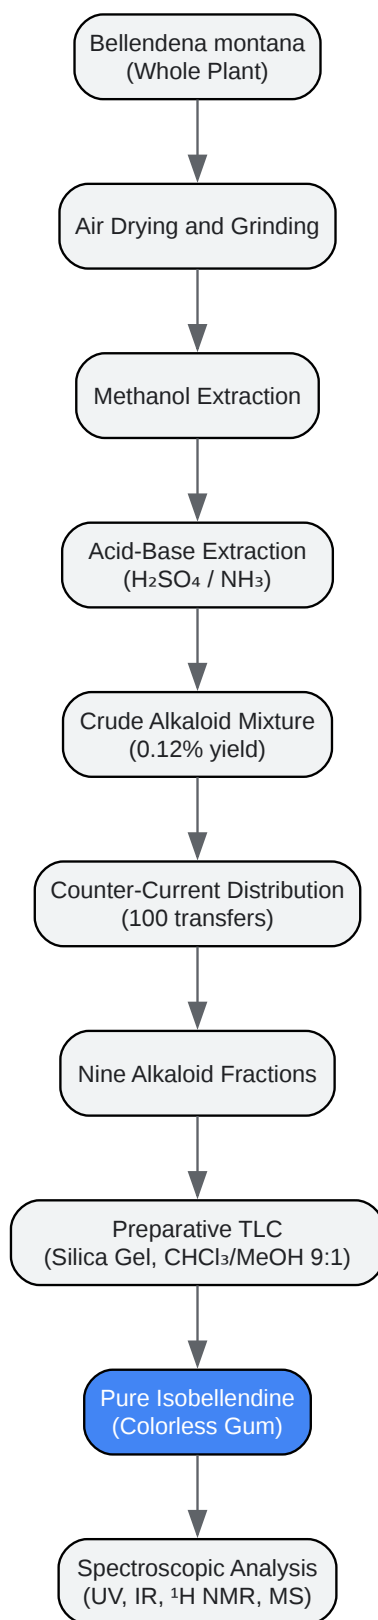 Bellendena montana
(Whole Plant)
Air Drying and Grinding
Methanol Extraction
Acid-Base Extraction
(H₂SO₄ / NH₃)
Crude Alkaloid Mixture
(0.12% yield)
Counter-Current Distribution
(100 transfers)
Nine Alkaloid Fractions
Preparative TLC
(Silica Gel, CHCl₃/MeOH 9:1)
Pure Isobellendine
(Colorless Gum)
Spectroscopic Analysis
(UV, IR, ¹H NMR, MS)